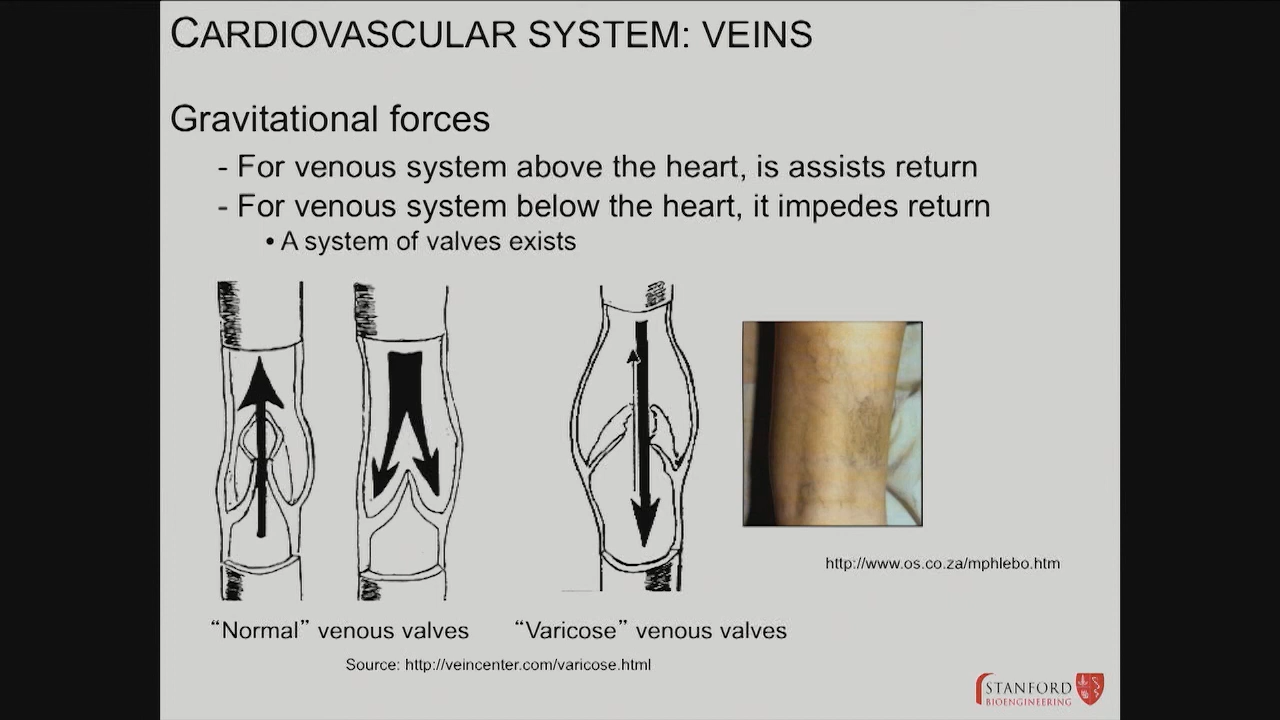 CARDIOVASCULAR SYSTEM: VEINS
Gravitational forces
- For venous system above the heart, is assists return
- For venous system below the heart, it impedes return
• A system of valves exists
http://www.os.co.za/mphlebo.htm
“Normal” venous valves
“Varicose” venous valves
Source: http://veincenter.com/varicose.html
STANFORD
BIOENGINEERING